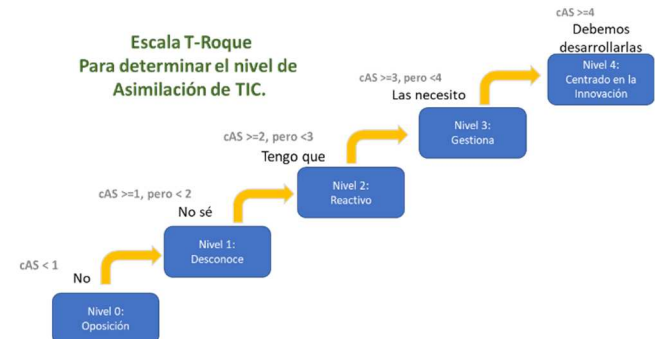 Escala T-Roque
Para determinar el nivel de
Asimilación de TIC.
cAS >=4
Debemos
desarrollarlas
Nivel 4:
Centrado en la
Innovación
cAS >=3, pero <4
Las necesito
Nivel 3:
Gestiona
cAS >=2, pero <3
Tengo que
Nivel 2:
Reactivo
cAS >=1, pero < 2
No sé
Nivel 1:
Desconoce
cAS < 1
No
Nivel 0:
Oposición